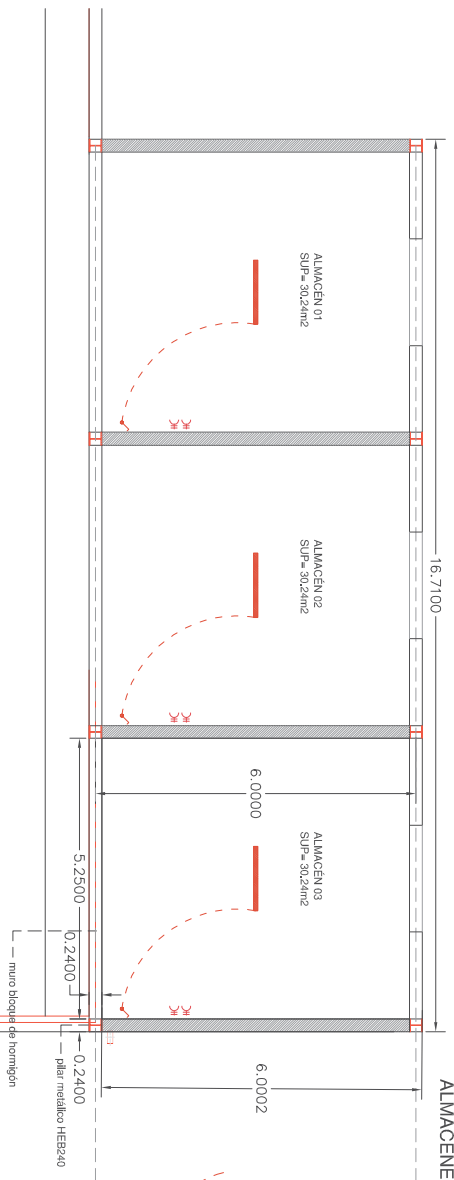 ALMACENE
16.7100
ALMACÉN 01
SUP= 30.24m2
ALMACÉN 02
SUP= 30.24m2
ALMACÉN 03
SUP= 30.24m2
6.0000
6.0002
5.2500
0.2400
0.2400
pilar metálico HEB240
muro bloque de hormigón